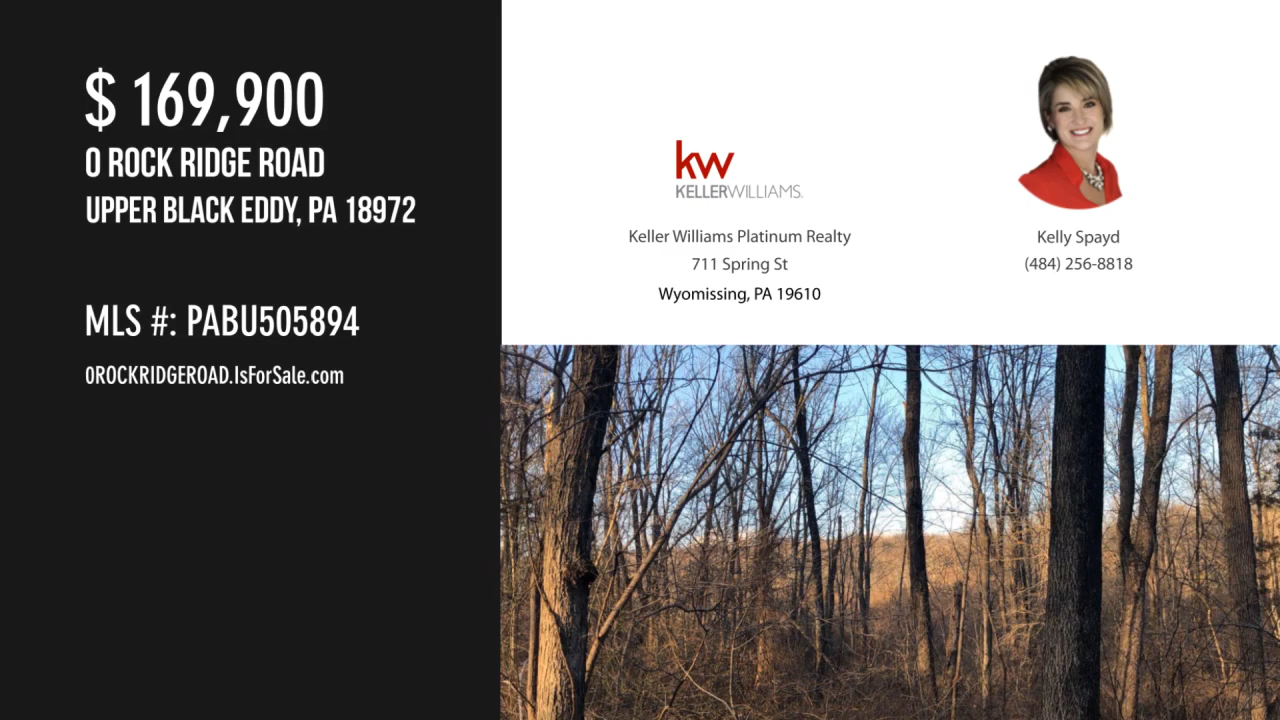 $ 169,900
0 ROCK RIDGE ROAD
UPPER BLACK EDDY, PA 18972
MLS #: PABU505894
0ROCKRIDGEROAD.IsForSale.com
kw
KELLERWILLIAMS.
Keller Williams Platinum Realty
711 Spring St
Wyomissing, PA 19610
Kelly Spayd
(484) 256-8818